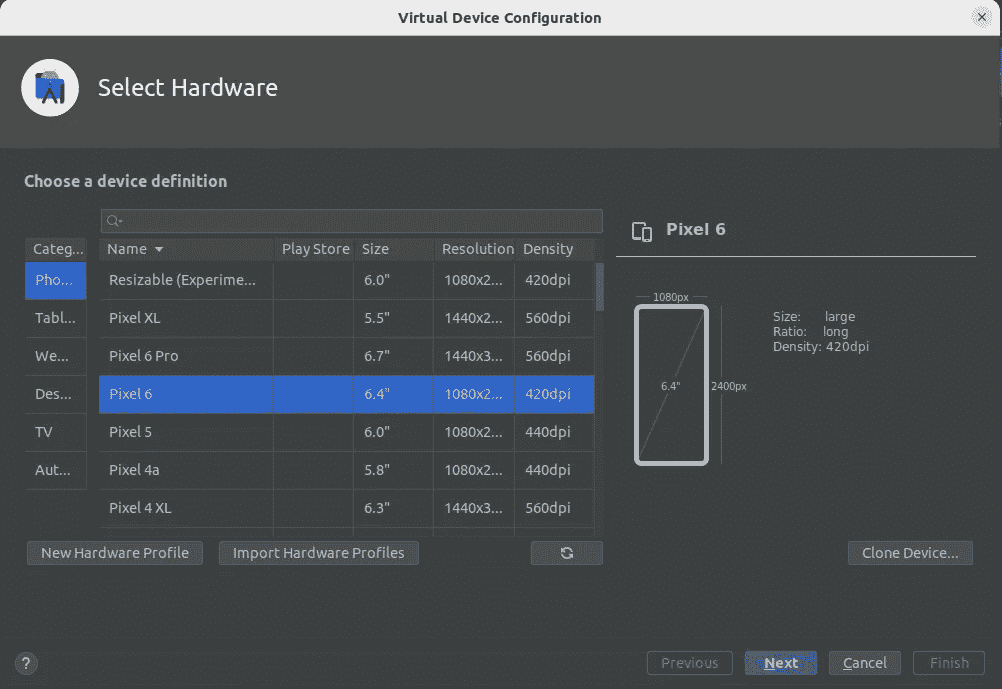 Virtual Device Configuration
Select Hardware
Choose a device definition
Categ... Name Play Store Size Resolution Density
Pho... Resizable (Experime... 6.0" 1080x2... 420dpi
Tabl... Pixel XL 5.5" 1440x2... 560dpi
We... Pixel 6 Pro 6.7" 1440x3... 560dpi
Des... Pixel 6 6.4" 1080x2... 420dpi
TV Pixel 5 6.0" 1080x2... 440dpi
Aut... Pixel 4a 5.8" 1080x2... 440dpi
Pixel 4 XL 6.3" 1440x3... 560dpi
Pixel 6
1080px
6.4"
2400px
Size: large
Ratio: long
Density: 420dpi
New Hardware Profile Import Hardware Profiles Clone Device...
? Previous Next Cancel Finish